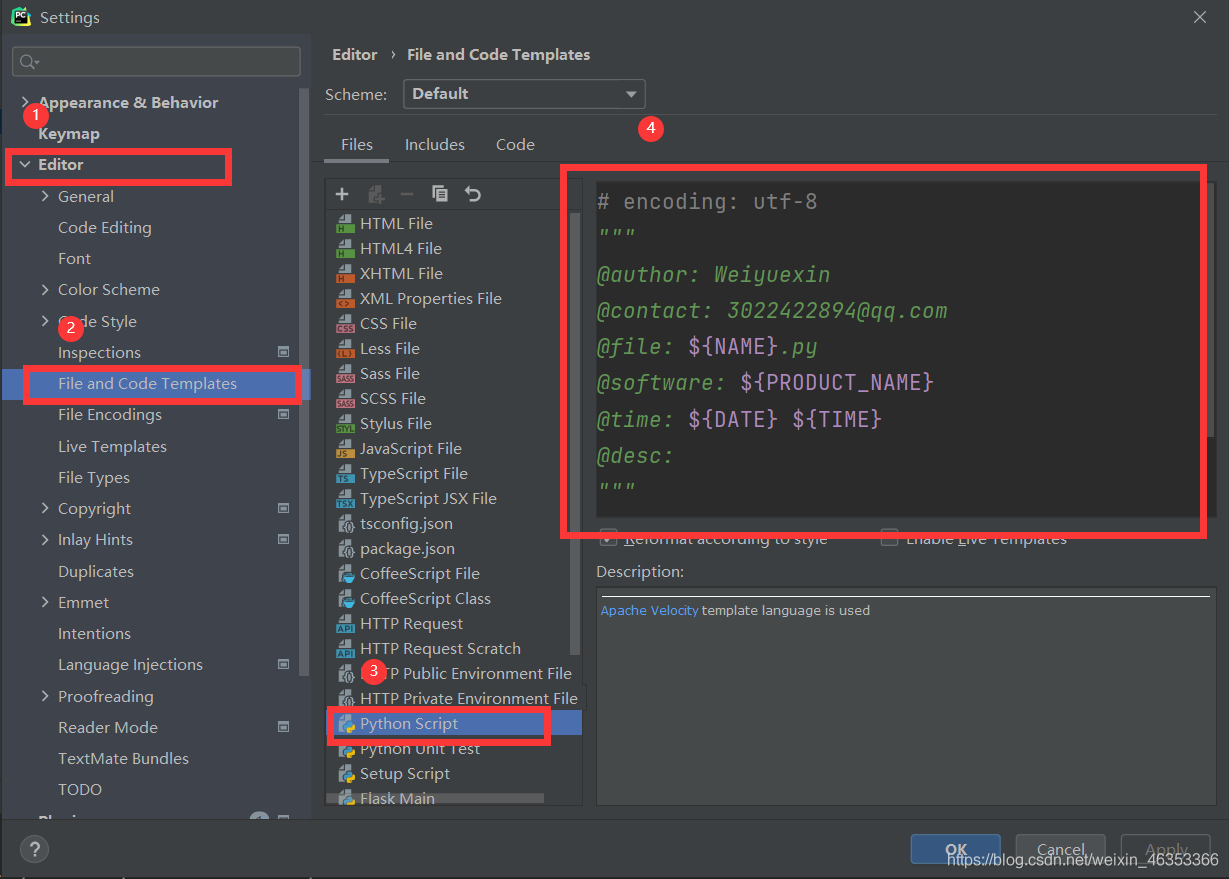 PC
Settings
Appearance & Behavior
1
Keymap
Editor
General
Code Editing
Font
Color Scheme
2
de Style
Inspections
File and Code Templates
File Encodings
Live Templates
File Types
Copyright
Inlay Hints
Duplicates
Emmet
Intentions
Language Injections
Proofreading
Reader Mode
TextMate Bundles
TODO
Editor › File and Code Templates
Scheme: Default
4
Files Includes Code
HTML File
HTML4 File
XHTML File
XML Properties File
CSS File
Less File
Sass File
SCSS File
Stylus File
JavaScript File
TypeScript File
TypeScript JSX File
tsconfig.json
package.json
CoffeeScript File
CoffeeScript Class
HTTP Request
HTTP Request Scratch
3
TP Public Environment File
HTTP Private Environment File
Python Script
Python Unit Test
Setup Script
Flask Main
# encoding: utf-8
"""
@author: Weiyuexin
@contact: 3022422894@qq.com
@file: ${NAME}.py
@software: ${PRODUCT_NAME}
@time: ${DATE} ${TIME}
@desc:
"""
Reformat according to style Enable Live Templates
Description:
Apache Velocity template language is used
?
OK Cancel Apply
https://blog.csdn.net/weixin_46353366